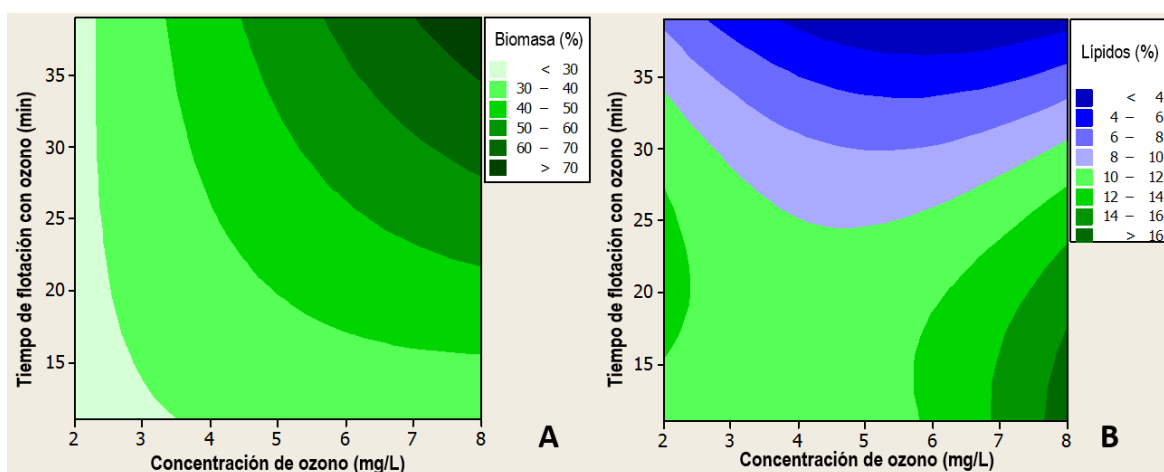 Tiempo de flotación con ozono (min)
35
30
25
20
15
2 3 4 5 6 7 8
Concentración de ozono (mg/L)
A
Biomasa (%)
< 30
30 – 40
40 – 50
50 – 60
60 – 70
> 70
Tiempo de flotación con ozono (min)
35
30
25
20
15
2 3 4 5 6 7 8
Concentración de ozono (mg/L)
B
Lípidos (%)
< 4
4 – 6
6 – 8
8 – 10
10 – 12
12 – 14
14 – 16
> 16